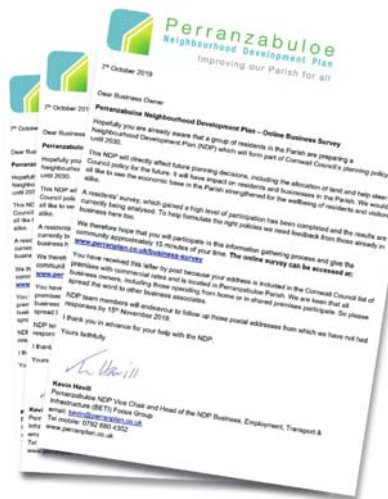 Perranzabuloe
Neighbourhood Development Plan
Improving our Parish for all
7th October 2019
Dear Business Owner
Perranzabuloe Neighbourhood Development Plan – Online Business Survey
Hopefully you are already aware that a group of residents in the Parish are preparing a
Neighbourhood Development Plan (NDP) which will form part of Cornwall Council's planning policy
until 2030.
This NDP will directly affect future planning decisions, including the allocation of land and help steer
Council policy for the future. It will have impact on residents and businesses in the Parish. We would
all like to see the economic base in the Parish strengthened for the wellbeing of residents and visitors
alike.
A residents' survey, which gained a high level of participation has been completed and the results are
currently being analysed. To help formulate the right policies we need feedback from those already in
business here too.
We therefore hope that you will participate in this information gathering process and give the
community approximately 10 minutes of your time. The online survey can be accessed at:
www.perranplan.co.uk/business-survey
You have received this letter by post because your address is included in the Cornwall Council list of
premises with commercial rates and is located in Perranzabuloe Parish. We are keen that all
business owners, including those operating from home or in shared premises participate. So please
spread the word to other business associates.
NDP team members will endeavour to follow up those postal addresses from which we have not had
responses by 15th November 2019.
I thank you in advance for your help with the NDP.
Yours faithfully
Kevin Havill
Perranzabuloe NDP Vice Chair and Head of the NDP Business, Employment, Transport &
Infrastructure (BETI) Focus Group
email: kevin@perranplan.co.uk
Tel mobile: 0792 680 4302
www.perranplan.co.uk